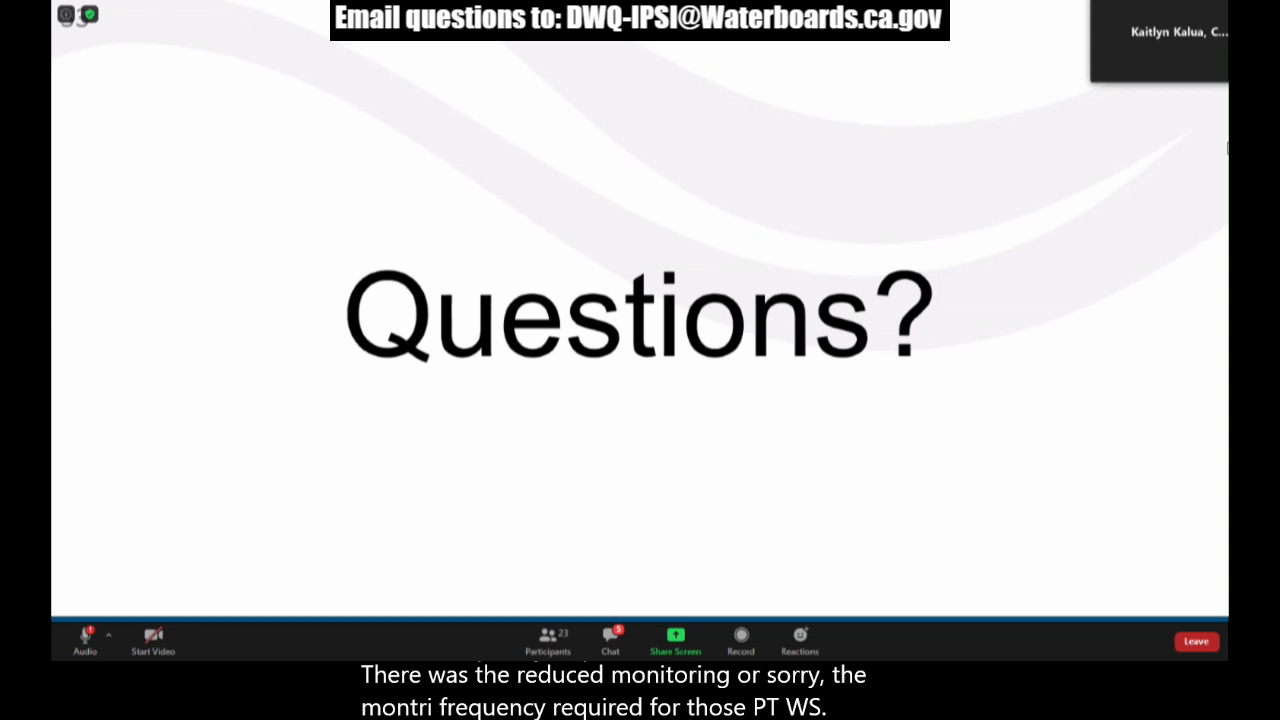 Email questions to: DWQ-IPSI@Waterboards.ca.gov
Kaitlyn Kalua, C...
Questions?
23
5
Audio
Start Video
Participants
Chat
Share Screen
Record
Reactions
Leave
There was the reduced monitoring or sorry, the
montri frequency required for those PT WS.